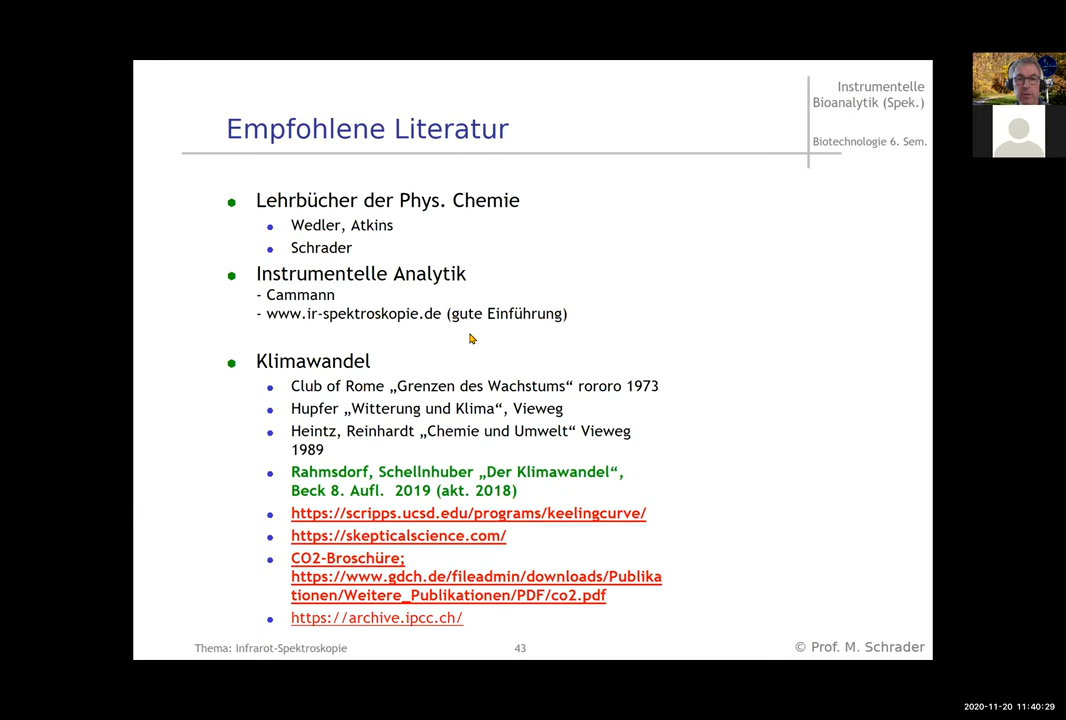 Instrumentelle
Bioanalytik (Spek.)
Empfohlene Literatur
Biotechnologie 6. Sem.
Lehrbücher der Phys. Chemie
Wedler, Atkins
Schrader
Instrumentelle Analytik
- Cammann
- www.ir-spektroskopie.de (gute Einführung)
Klimawandel
Club of Rome „Grenzen des Wachstums“ rororo 1973
Hupfer „Witterung und Klima“, Vieweg
Heintz, Reinhardt „Chemie und Umwelt“ Vieweg
1989
Rahmsdorf, Schellnhuber „Der Klimawandel“,
Beck 8. Aufl. 2019 (akt. 2018)
https://scripps.ucsd.edu/programs/keelingcurve/
https://skepticalscience.com/
CO2-Broschüre;
https://www.gdch.de/fileadmin/downloads/Publika
tionen/Weitere_Publikationen/PDF/co2.pdf
https://archive.ipcc.ch/
Thema: Infrarot-Spektroskopie
43
© Prof. M. Schrader
2020-11-20 11:40:29